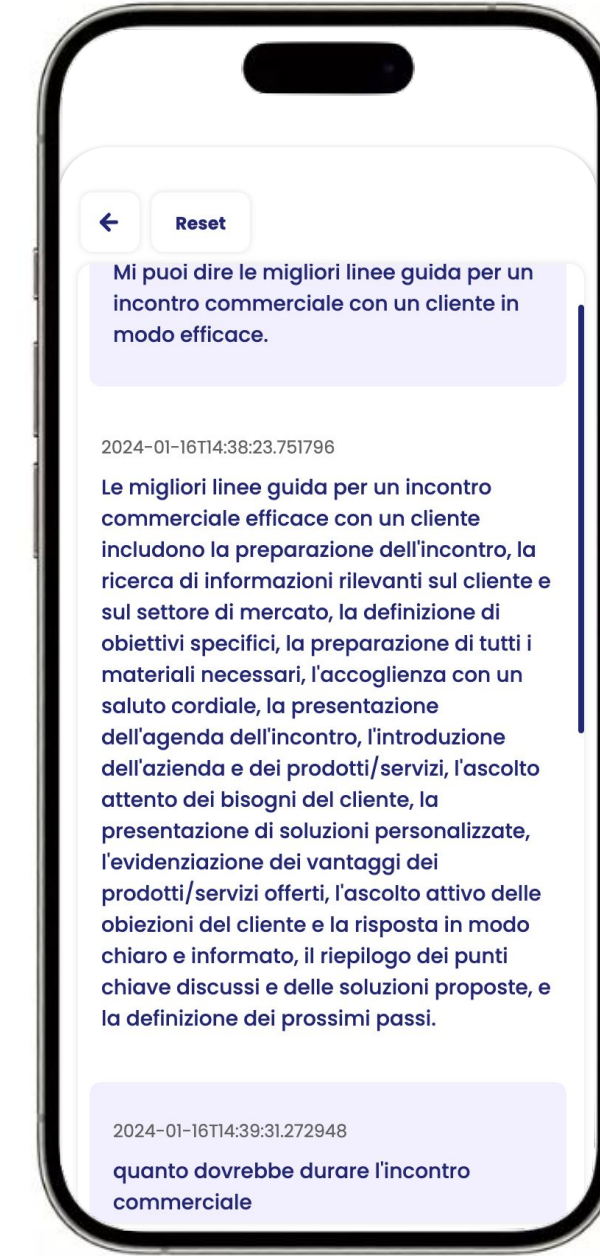 Reset
Mi puoi dire le migliori linee guida per un
incontro commerciale con un cliente in
modo efficace.
2024-01-16T14:38:23.751796
Le migliori linee guida per un incontro
commerciale efficace con un cliente
includono la preparazione dell'incontro, la
ricerca di informazioni rilevanti sul cliente e
sul settore di mercato, la definizione di
obiettivi specifici, la preparazione di tutti i
materiali necessari, l'accoglienza con un
saluto cordiale, la presentazione
dell'agenda dell'incontro, l'introduzione
dell'azienda e dei prodotti/servizi, l'ascolto
attento dei bisogni del cliente, la
presentazione di soluzioni personalizzate,
l'evidenziazione dei vantaggi dei
prodotti/servizi offerti, l'ascolto attivo delle
obiezioni del cliente e la risposta in modo
chiaro e informato, il riepilogo dei punti
chiave discussi e delle soluzioni proposte, e
la definizione dei prossimi passi.
2024-01-16T14:39:31.272948
quanto dovrebbe durare l'incontro
commerciale